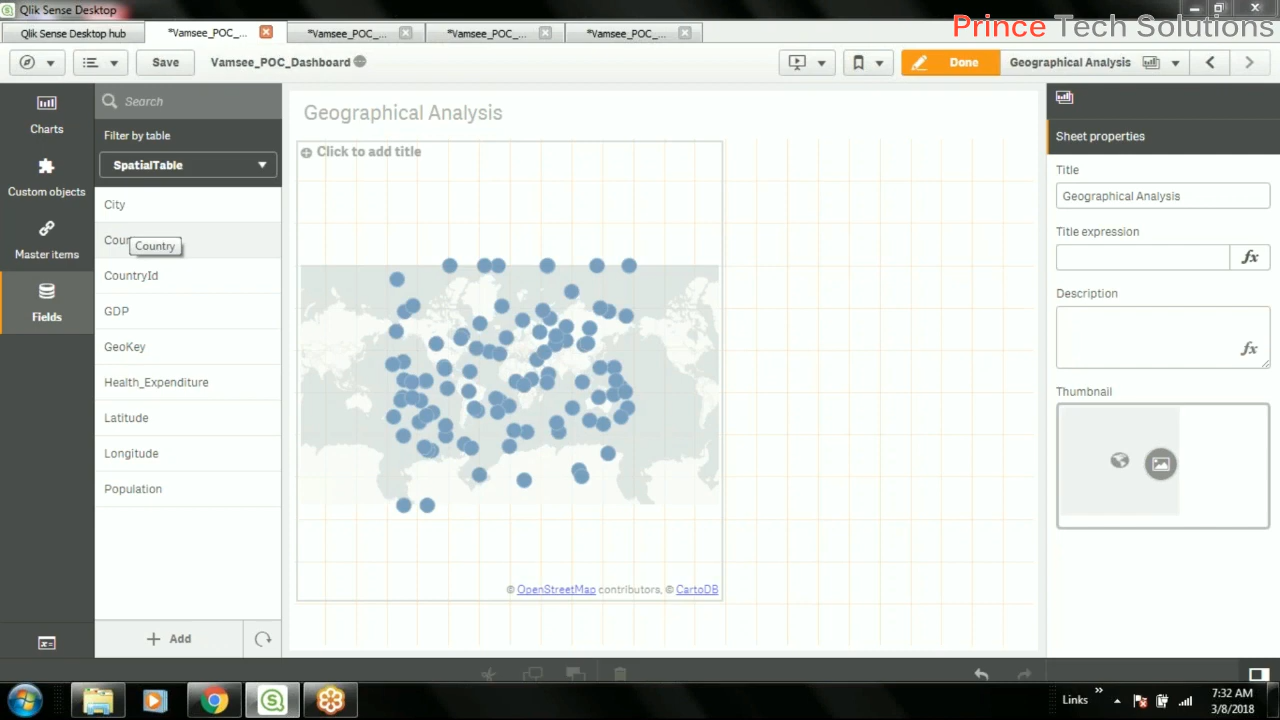 Qlik Sense Desktop
Prince Tech Solutions
Qlik Sense Desktop hub
*Vamsee_POC_...
*Vamsee_POC_...
*Vamsee_POC_...
*Vamsee_POC_...
Save
Vamsee_POC_Dashboard
Done
Geographical Analysis
Charts
Custom objects
Master items
Fields
Search
Filter by table
SpatialTable
City
Country
CountryId
GDP
GeoKey
Health_Expenditure
Latitude
Longitude
Population
Add
Geographical Analysis
Click to add title
© OpenStreetMap contributors, © CartoDB
Sheet properties
Title
Geographical Analysis
Title expression
fx
Description
fx
Thumbnail
Links
7:32 AM
3/8/2018